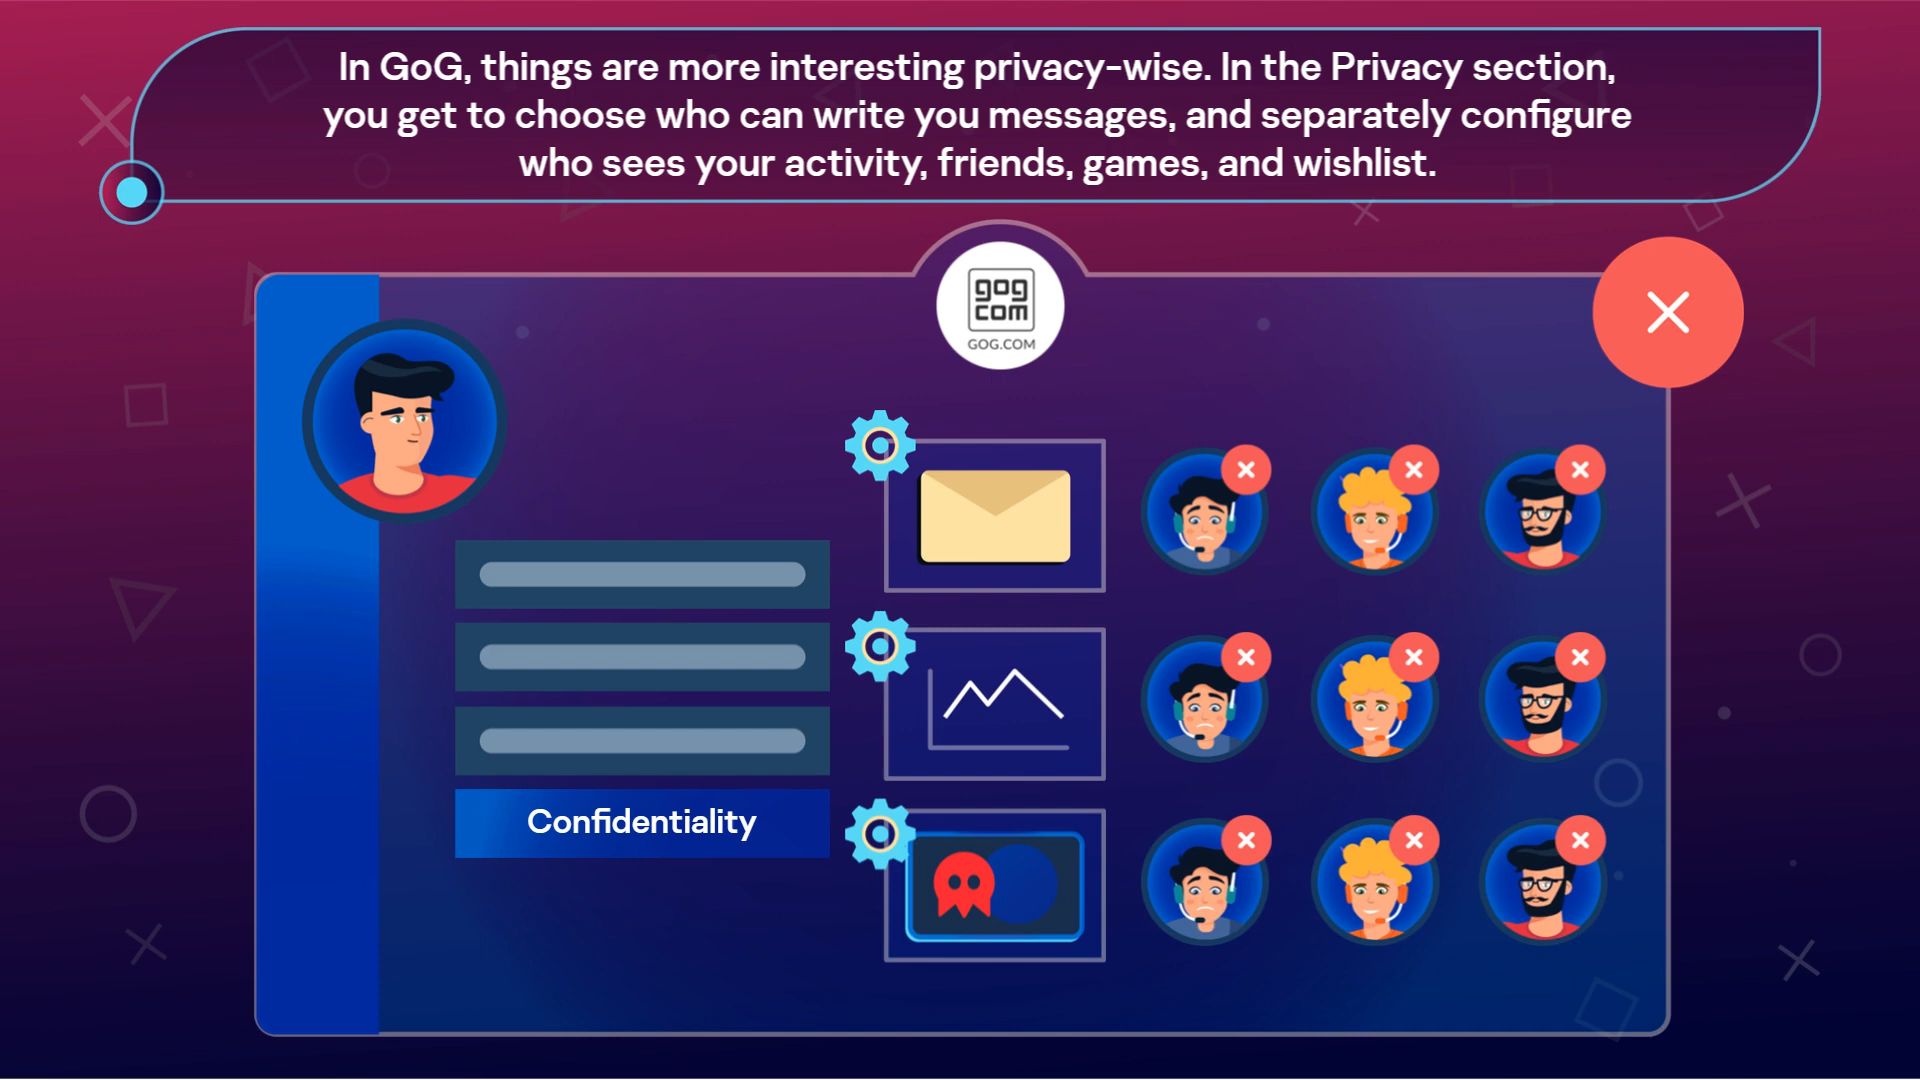 In GoG, things are more interesting privacy-wise. In the Privacy section,
you get to choose who can write you messages, and separately configure
who sees your activity, friends, games, and wishlist.
gog
com
GOG.COM
Confidentiality